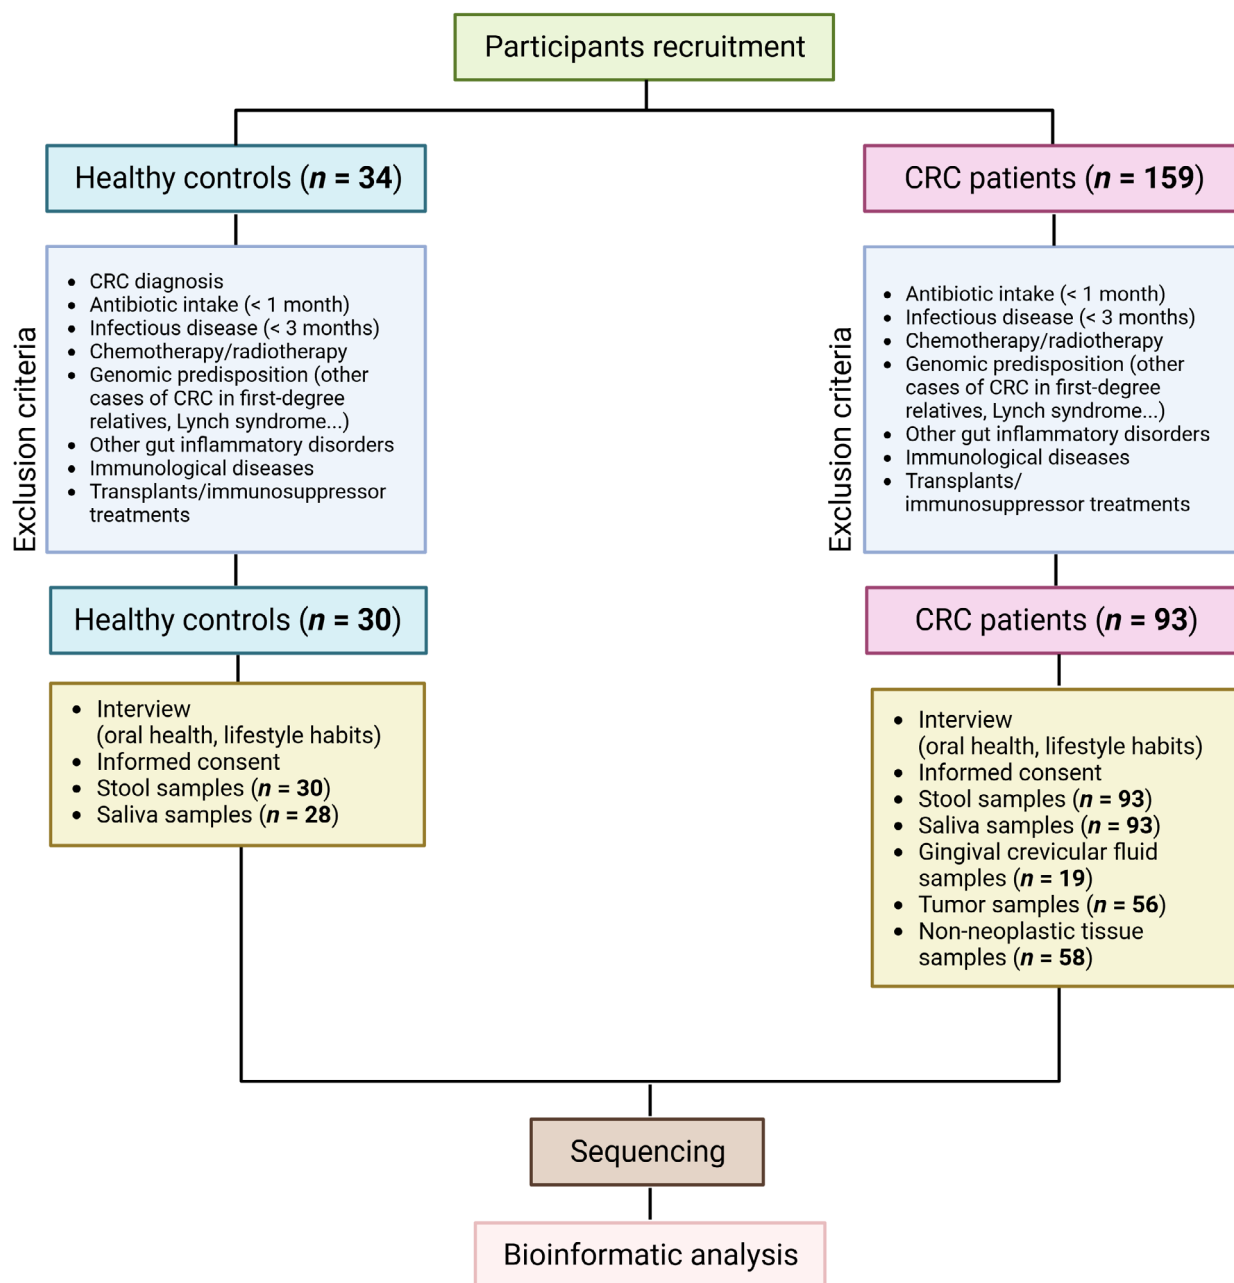 Participants recruitment
Healthy controls (n = 34)
CRC patients (n = 159)
Exclusion criteria
• CRC diagnosis
• Antibiotic intake (< 1 month)
• Infectious disease (< 3 months)
• Chemotherapy/radiotherapy
• Genomic predisposition (other
cases of CRC in first-degree
relatives, Lynch syndrome...)
• Other gut inflammatory disorders
• Immunological diseases
• Transplants/immunosuppressor
treatments
Exclusion criteria
• Antibiotic intake (< 1 month)
• Infectious disease (< 3 months)
• Chemotherapy/radiotherapy
• Genomic predisposition (other
cases of CRC in first-degree
relatives, Lynch syndrome...)
• Other gut inflammatory disorders
• Immunological diseases
• Transplants/
immunosuppressor treatments
Healthy controls (n = 30)
CRC patients (n = 93)
• Interview
(oral health, lifestyle habits)
• Informed consent
• Stool samples (n = 30)
• Saliva samples (n = 28)
• Interview
(oral health, lifestyle habits)
• Informed consent
• Stool samples (n = 93)
• Saliva samples (n = 93)
• Gingival crevicular fluid
samples (n = 19)
• Tumor samples (n = 56)
• Non-neoplastic tissue
samples (n = 58)
Sequencing
Bioinformatic analysis